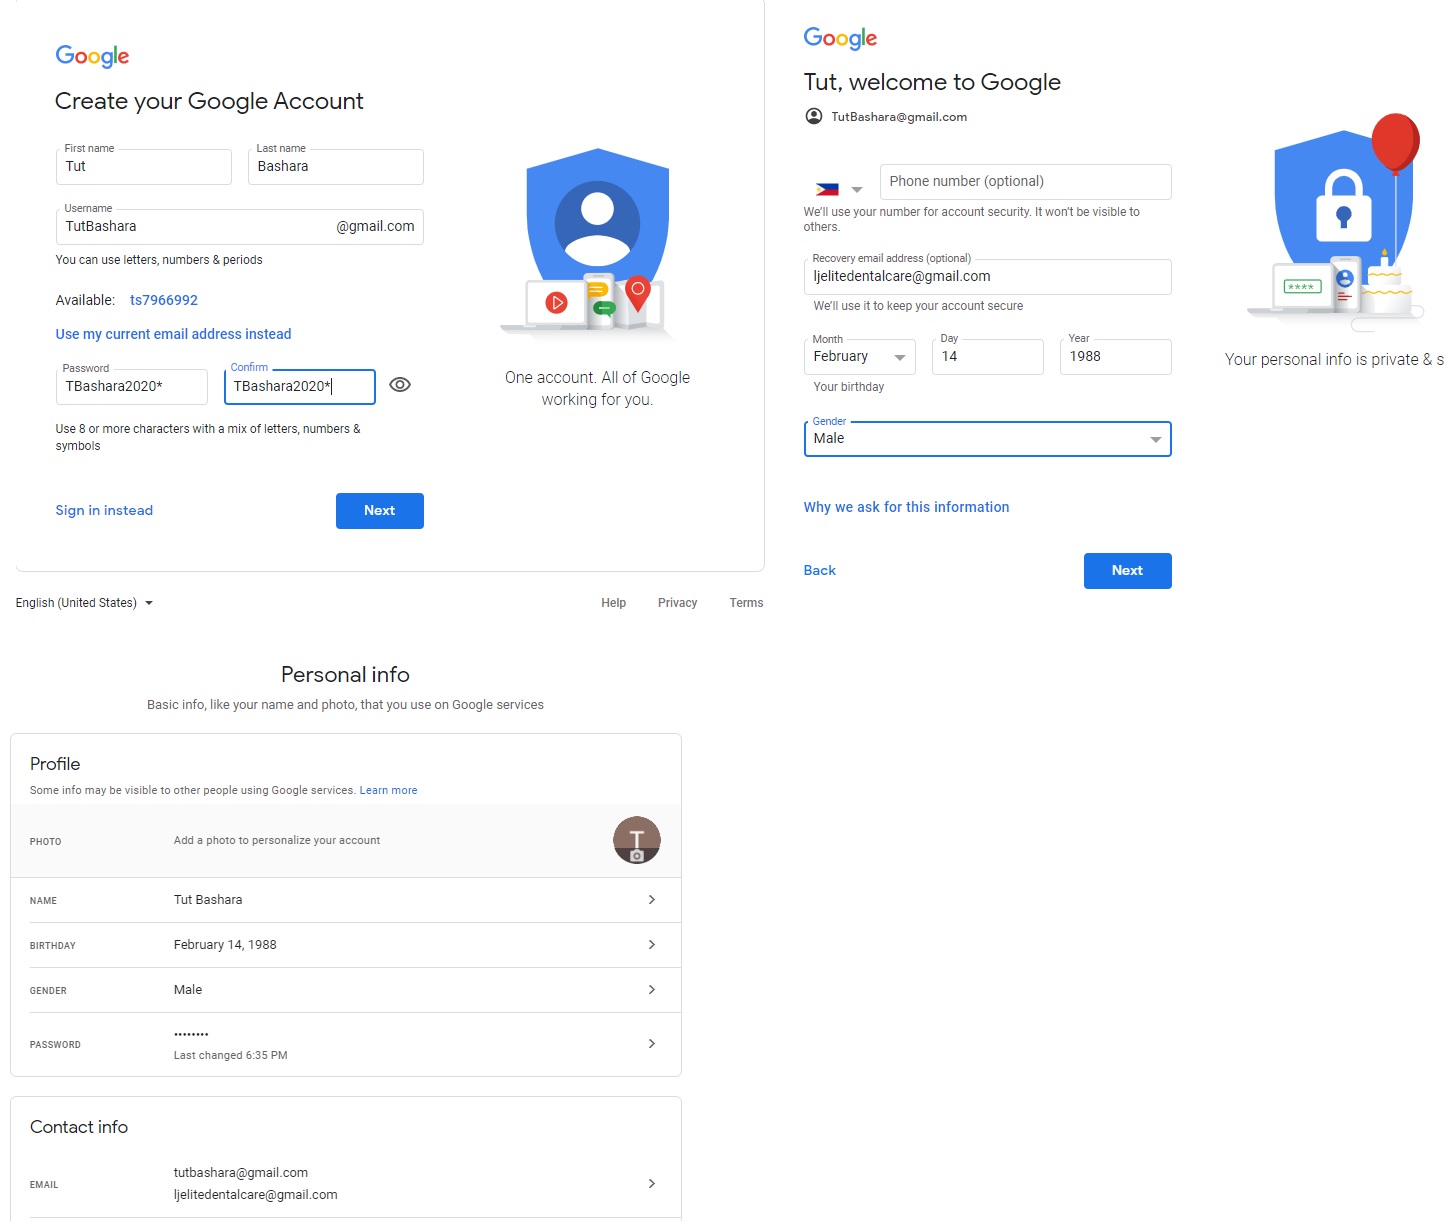 Google
Create your Google Account
First name
Tut
Last name
Bashara
Username
TutBashara @gmail.com
You can use letters, numbers & periods
Available: ts7966992
Use my current email address instead
Password
TBashara2020*
Confirm
TBashara2020*
Use 8 or more characters with a mix of letters, numbers &
symbols
Sign in instead
Next
One account. All of Google
working for you.
English (United States)
Help
Privacy
Terms
Google
Tut, welcome to Google
TutBashara@gmail.com
Phone number (optional)
We'll use your number for account security. It won't be visible to
others.
Recovery email address (optional)
ljelitedentalcare@gmail.com
We'll use it to keep your account secure
Month
February
Day
14
Year
1988
Your birthday
Gender
Male
Why we ask for this information
Back
Next
****
Your personal info is private & s
Personal info
Basic info, like your name and photo, that you use on Google services
Profile
Some info may be visible to other people using Google services. Learn more
PHOTO
Add a photo to personalize your account
T
NAME
Tut Bashara
BIRTHDAY
February 14, 1988
GENDER
Male
PASSWORD
••••••••
Last changed 6:35 PM
Contact info
EMAIL
tutbashara@gmail.com
ljelitedentalcare@gmail.com